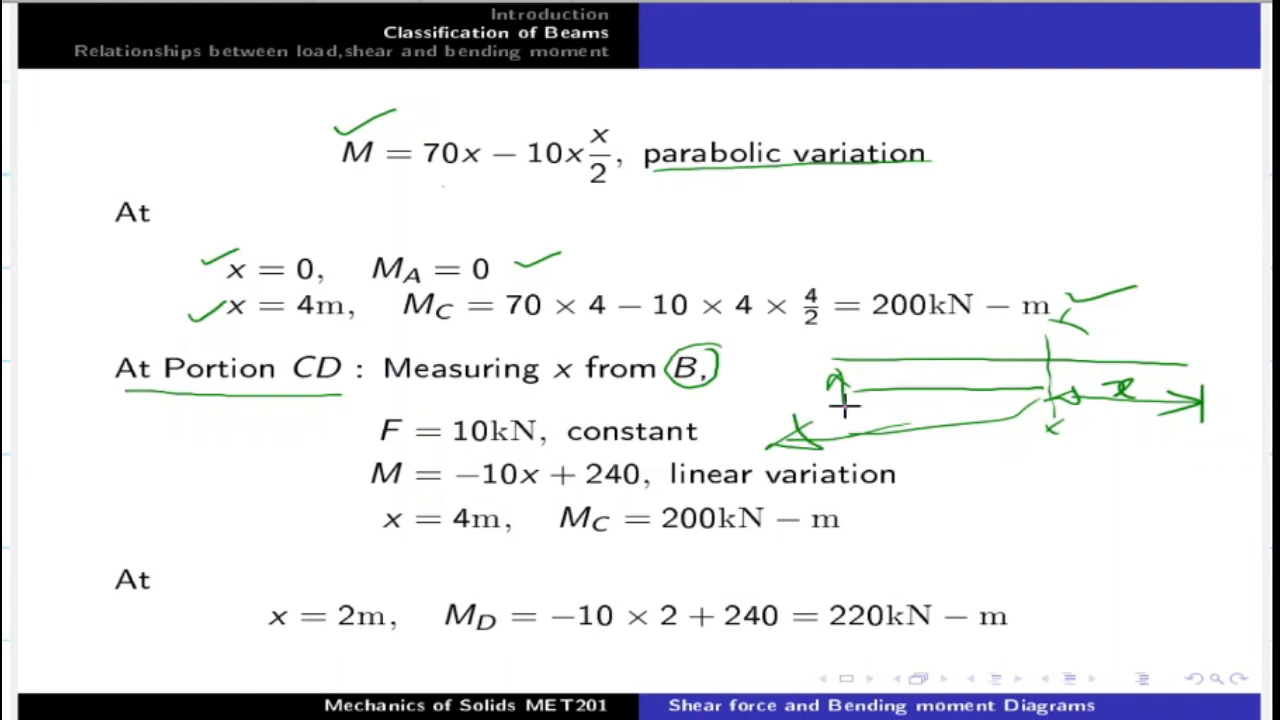 Introduction
Classification of Beams
Relationships between load,shear and bending moment
M = 70x − 10x x/2, parabolic variation
At
x = 0, M_A = 0
x = 4m, M_C = 70 × 4 − 10 × 4 × 4/2 = 200kN − m
At Portion CD : Measuring x from B,
x
x
F = 10kN, constant
M = −10x + 240, linear variation
x = 4m, M_C = 200kN − m
At
x = 2m, M_D = −10 × 2 + 240 = 220kN − m
Mechanics of Solids MET201
Shear force and Bending moment Diagrams